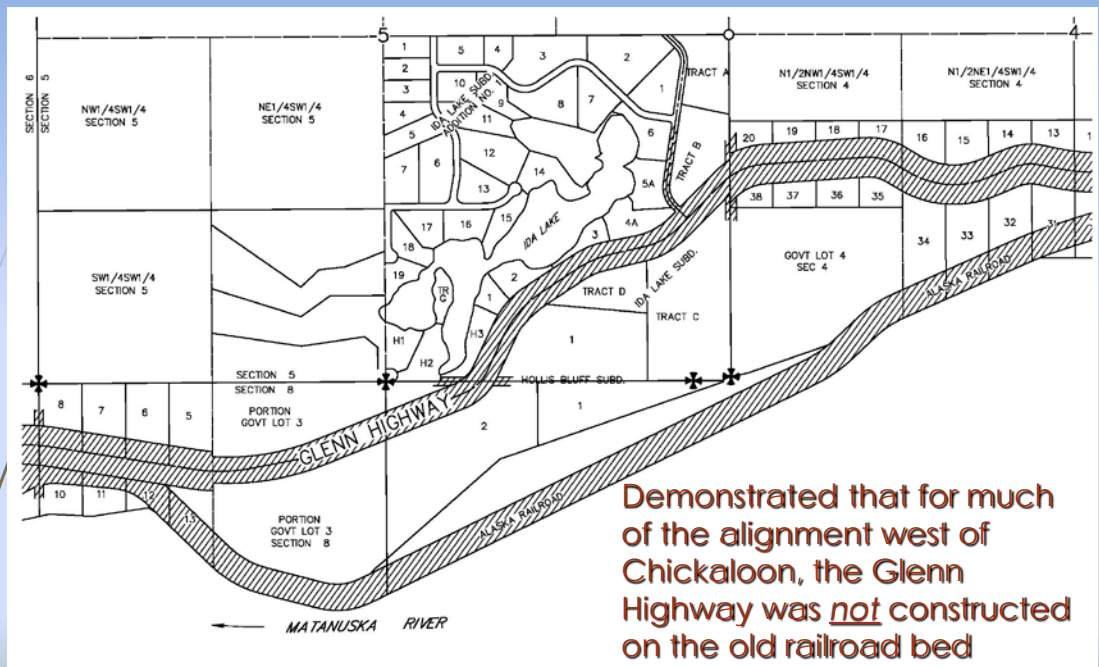 5
4
SECTION 6
SECTION 5
NW1/4SW1/4
SECTION 5
NE1/4SW1/4
SECTION 5
1
2
3
4
5
7
6
5
4
3
2
1
TRACT A
10
9
8
7
IDA LAKE SUBD.
ADDITION NO. 1
11
12
13
14
6
5A
4A
TRACT B
N1/2NW1/4SW1/4
SECTION 4
N1/2NE1/4SW1/4
SECTION 4
20
19
18
17
16
15
14
13
1
38
37
36
35
34
33
32
31
SW1/4SW1/4
SECTION 5
17
16
15
18
19
IDA LAKE
TR
G
3
2
1
H3
H1
H2
IDA LAKE SUBD.
TRACT D
TRACT C
1
GOVT LOT 4
SEC 4
ALASKA RAILROAD
SECTION 5
SECTION 8
HOLLIS BLUFF SUBD.
8
7
6
5
PORTION
GOVT LOT 3
GLENN HIGHWAY
2
1
10
11
12
13
PORTION
GOVT LOT 3
SECTION 8
ALASKA RAILROAD
MATANUSKA RIVER
Demonstrated that for much
of the alignment west of
Chickaloon, the Glenn
Highway was not constructed
on the old railroad bed